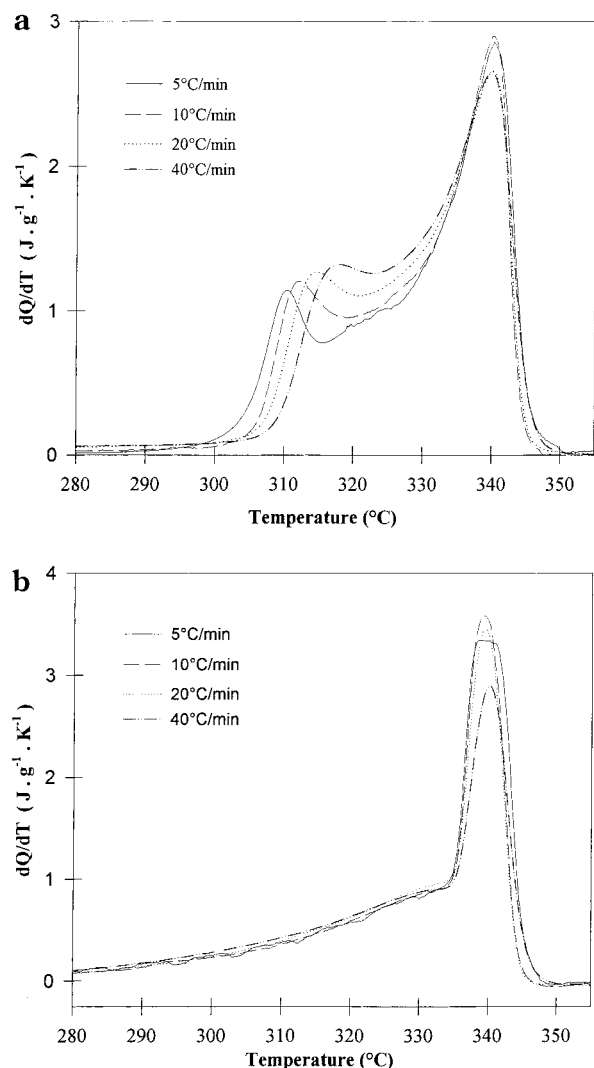 a
3
5°C/min
10°C/min
20°C/min
40°C/min
2
1
0
dQ/dT ( J . g⁻¹ . K⁻¹ )
280 290 300 310 320 330 340 350
Temperature (°C)
b
4
5°C/min
10°C/min
20°C/min
40°C/min
3
2
1
0
dQ/dT ( J . g⁻¹ . K⁻¹ )
280 290 300 310 320 330 340 350
Temperature (°C)